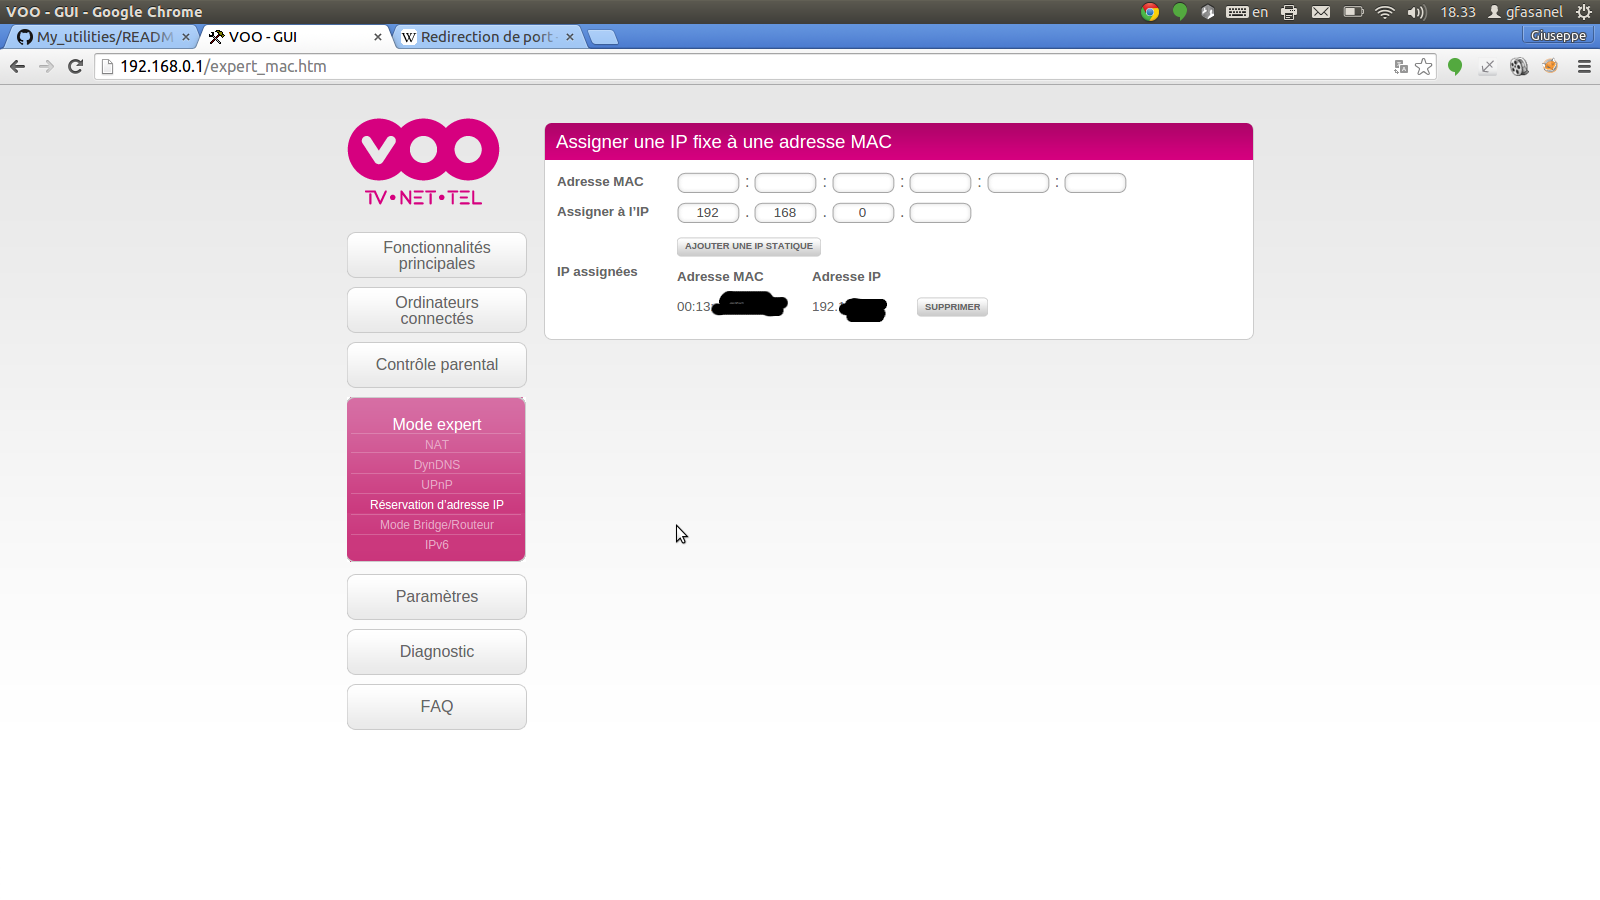 VOO - GUI - Google Chrome
en 18.33 gfasanel
My_utilities/READM × VOO - GUI × Redirection de port × Giuseppe
192.168.0.1/expert_mac.htm
VOO
TV•NET•TEL
Fonctionnalités
principales
Ordinateurs
connectés
Contrôle parental
Mode expert
NAT
DynDNS
UPnP
Réservation d'adresse IP
Mode Bridge/Routeur
IPv6
Paramètres
Diagnostic
FAQ
Assigner une IP fixe à une adresse MAC
Adresse MAC : : : : :
Assigner à l'IP 192 . 168 . 0 .
AJOUTER UNE IP STATIQUE
IP assignées
Adresse MAC Adresse IP
00:13: 192. SUPPRIMER